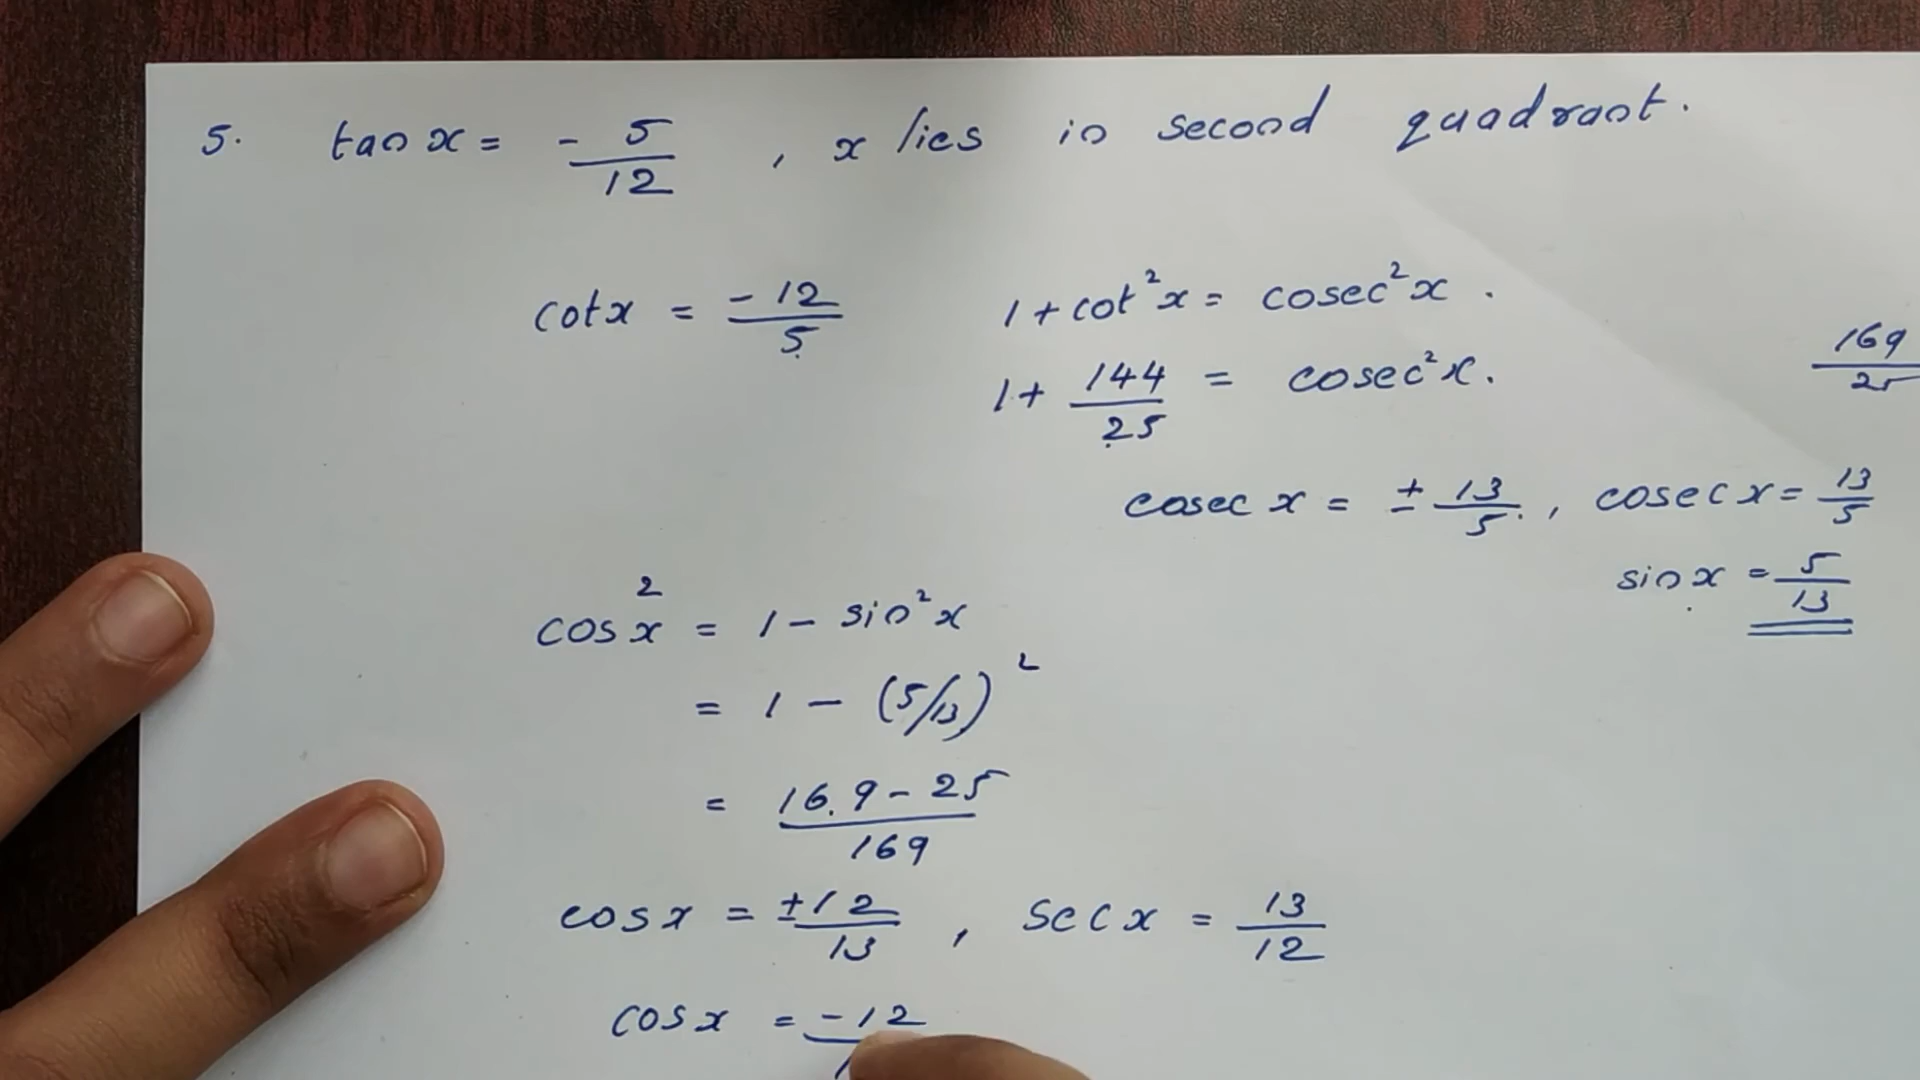 5. tan x = - 5/12 , x lies in second quadrant.
cot x = -12/5
1 + cot²x = cosec²x .
1 + 144/25 = cosec²x.
169/25
cosec x = ± 13/5. , cosec x = 13/5
sin x = 5/13
cos²x = 1 - sin²x
= 1 - (5/13)²
= 169 - 25/169
cos x = ±12/13 , sec x = 13/12
cos x = -12